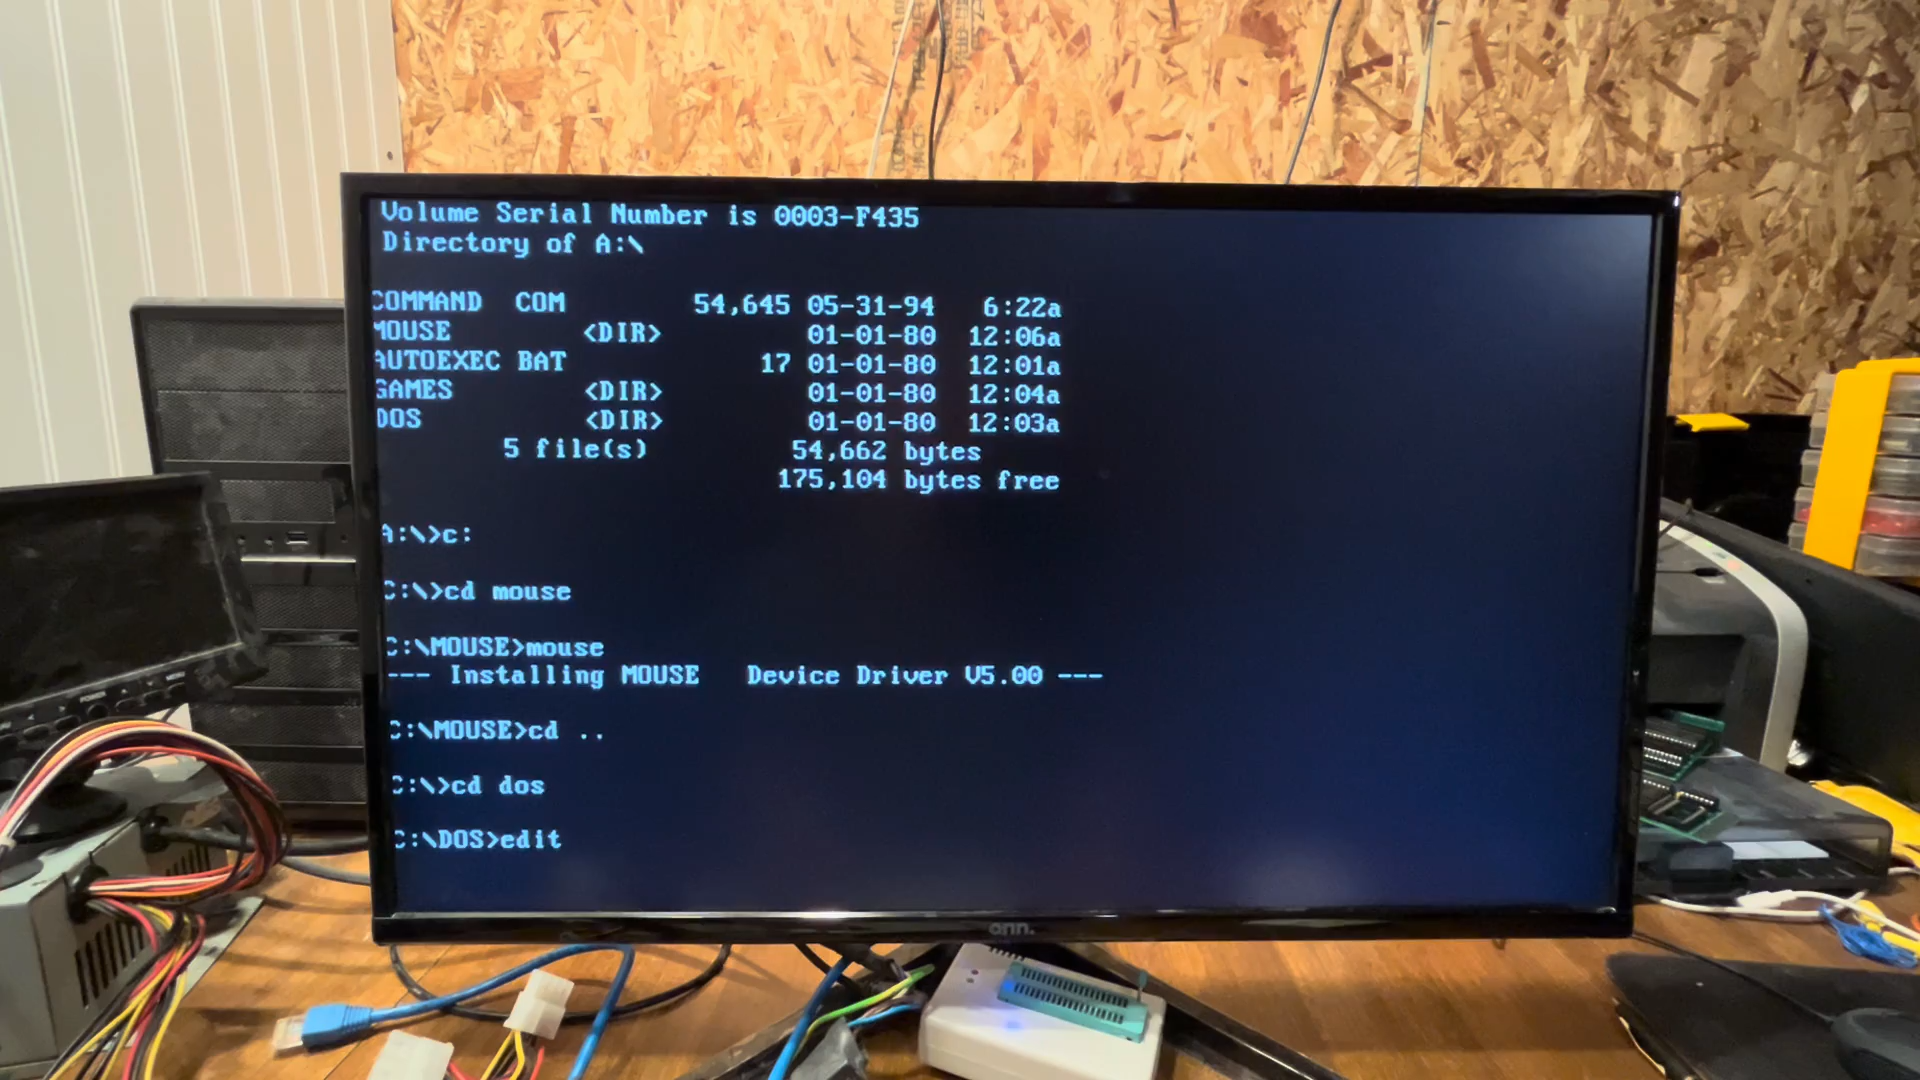 Volume Serial Number is 0003-F435
Directory of A:\
COMMAND  COM        54,645 05-31-94   6:22a
MOUSE        <DIR>         01-01-80  12:06a
AUTOEXEC BAT            17 01-01-80  12:01a
GAMES        <DIR>         01-01-80  12:04a
DOS          <DIR>         01-01-80  12:03a
5 file(s)         54,662 bytes
175,104 bytes free
A:\>c:
C:\>cd mouse
C:\MOUSE>mouse
--- Installing MOUSE   Device Driver V5.00 ---
C:\MOUSE>cd ..
C:\>cd dos
C:\DOS>edit
onn.